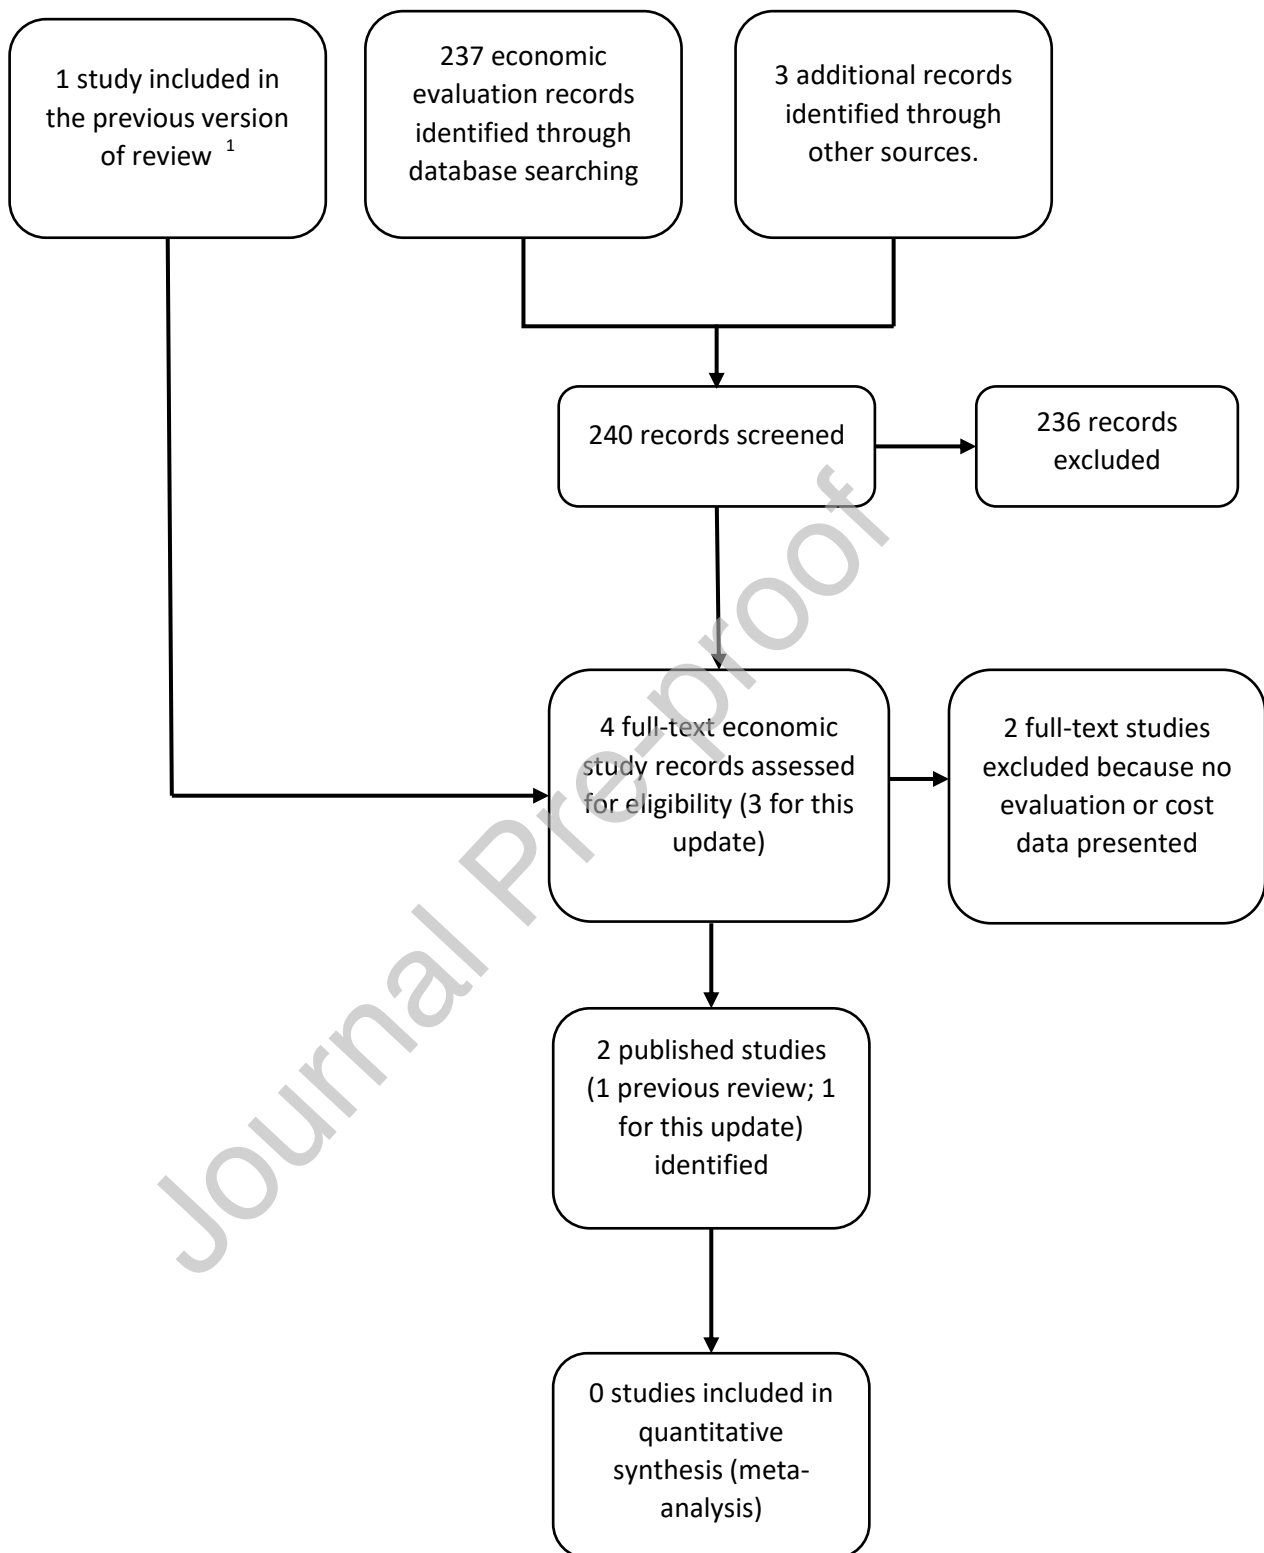 1 study included in
the previous version
of review 1
237 economic
evaluation records
identified through
database searching
3 additional records
identified through
other sources.
240 records screened
236 records
excluded
4 full-text economic
study records assessed
for eligibility (3 for this
update)
2 full-text studies
excluded because no
evaluation or cost
data presented
2 published studies
(1 previous review; 1
for this update)
identified
0 studies included in
quantitative
synthesis (meta-
analysis)
Journal Pre-proof